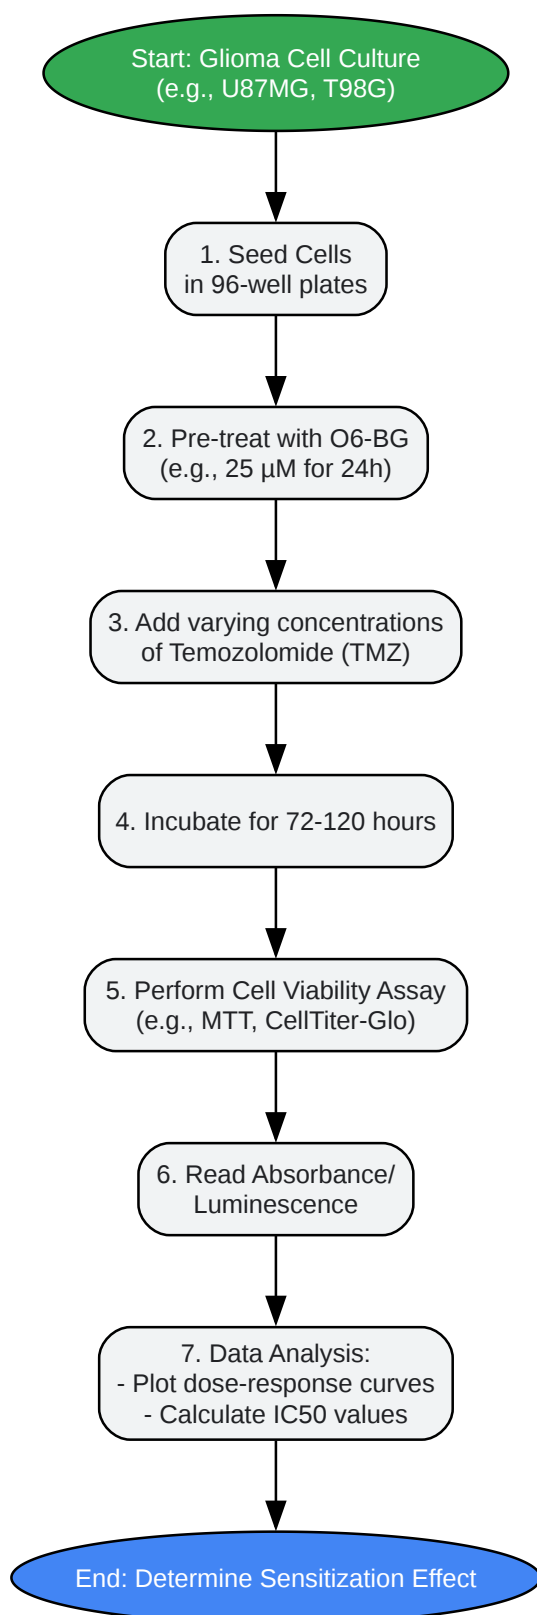 Start: Glioma Cell Culture
(e.g., U87MG, T98G)
1. Seed Cells
in 96-well plates
2. Pre-treat with O6-BG
(e.g., 25 µM for 24h)
3. Add varying concentrations
of Temozolomide (TMZ)
4. Incubate for 72-120 hours
5. Perform Cell Viability Assay
(e.g., MTT, CellTiter-Glo)
6. Read Absorbance/
Luminescence
7. Data Analysis:
- Plot dose-response curves
- Calculate IC50 values
End: Determine Sensitization Effect